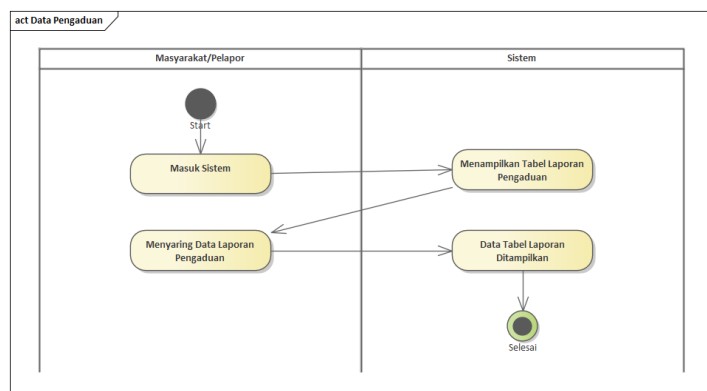 act Data Pengaduan
Masyarakat/Pelapor
Sistem
Start
Masuk Sistem
Menampilkan Tabel Laporan
Pengaduan
Menyaring Data Laporan
Pengaduan
Data Tabel Laporan
Ditampilkan
Selesai